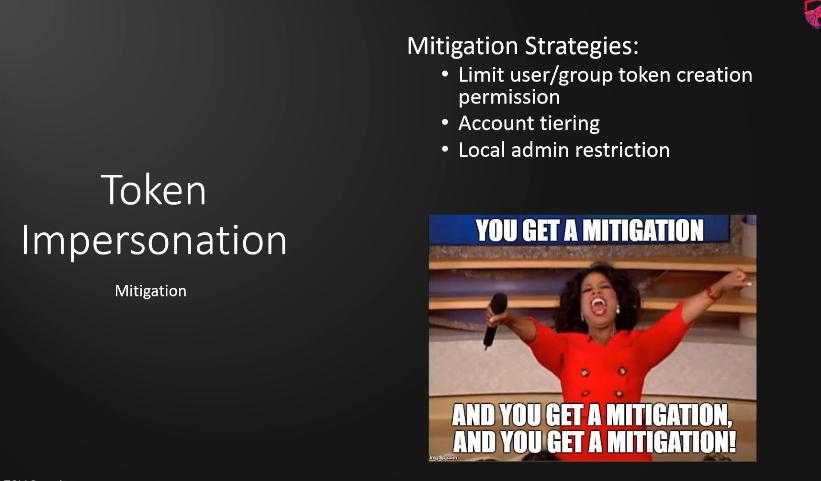 Mitigation Strategies:
• Limit user/group token creation
permission
• Account tiering
• Local admin restriction
Token
Impersonation
Mitigation
YOU GET A MITIGATION
AND YOU GET A MITIGATION,
AND YOU GET A MITIGATION!
imgflip.com